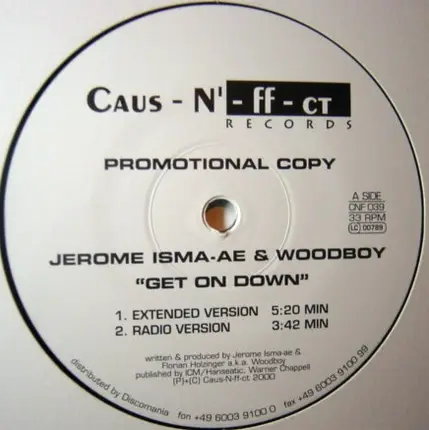 CAUS - N' - ff - CT
RECORDS
PROMOTIONAL COPY
A SIDE
CNF 039
33 RPM
LC 00789
JEROME ISMA-AE & WOODBOY
"GET ON DOWN"
1. EXTENDED VERSION 5:20 MIN
2. RADIO VERSION 3:42 MIN
written & produced by Jerome Isma-ae &
Florian Holzinger a.k.a. Woodboy
published by ICM/Hanseatic, Warner Chappell
[P]+(C) Caus-N-ff-ct 2000
distributed by Discomania fon +49 6003 9100 0 fax +49 6003 9100 99